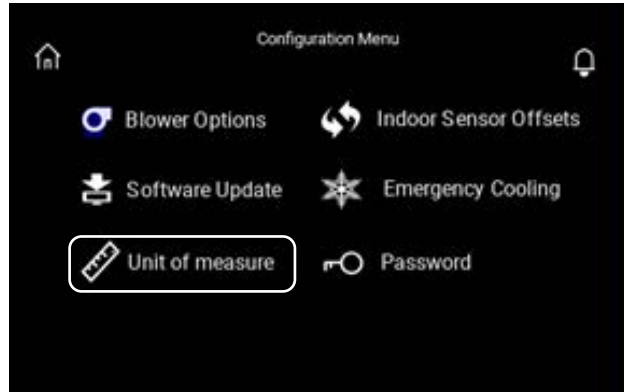 Configuration Menu
Blower Options
Indoor Sensor Offsets
Software Update
Emergency Cooling
Unit of measure
Password